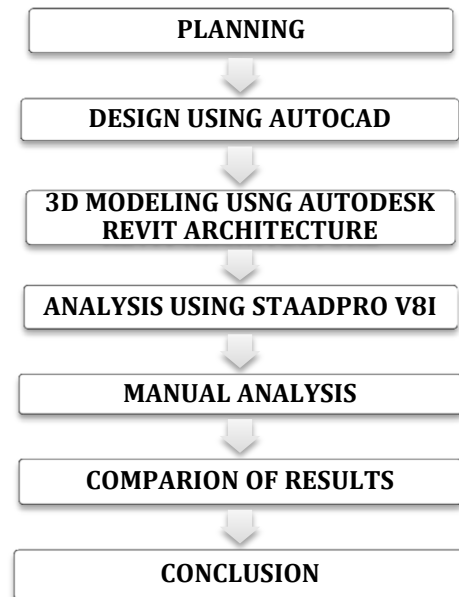 PLANNING
DESIGN USING AUTOCAD
3D MODELING USNG AUTODESK
REVIT ARCHITECTURE
ANALYSIS USING STAADPRO V8I
MANUAL ANALYSIS
COMPARION OF RESULTS
CONCLUSION